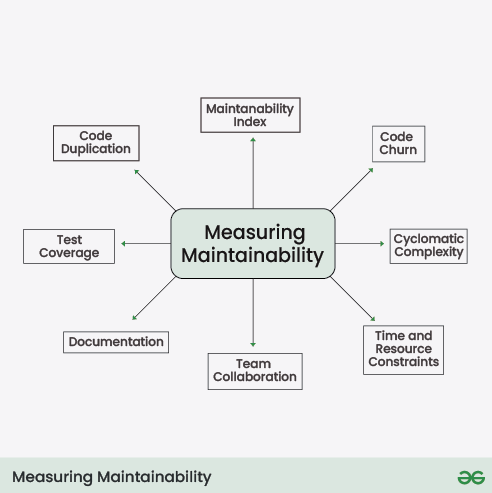 Maintanability
Index
Code
Duplication
Code
Churn
Measuring
Maintainability
Test
Coverage
Cyclomatic
Complexity
Documentation
Time and
Resource
Constraints
Team
Collaboration
Measuring Maintainability